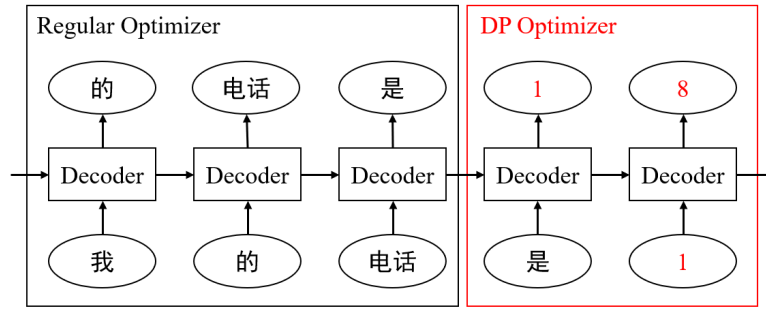 Regular Optimizer
DP Optimizer
的 电话 是 1 8
Decoder Decoder Decoder Decoder Decoder
我 的 电话 是 1